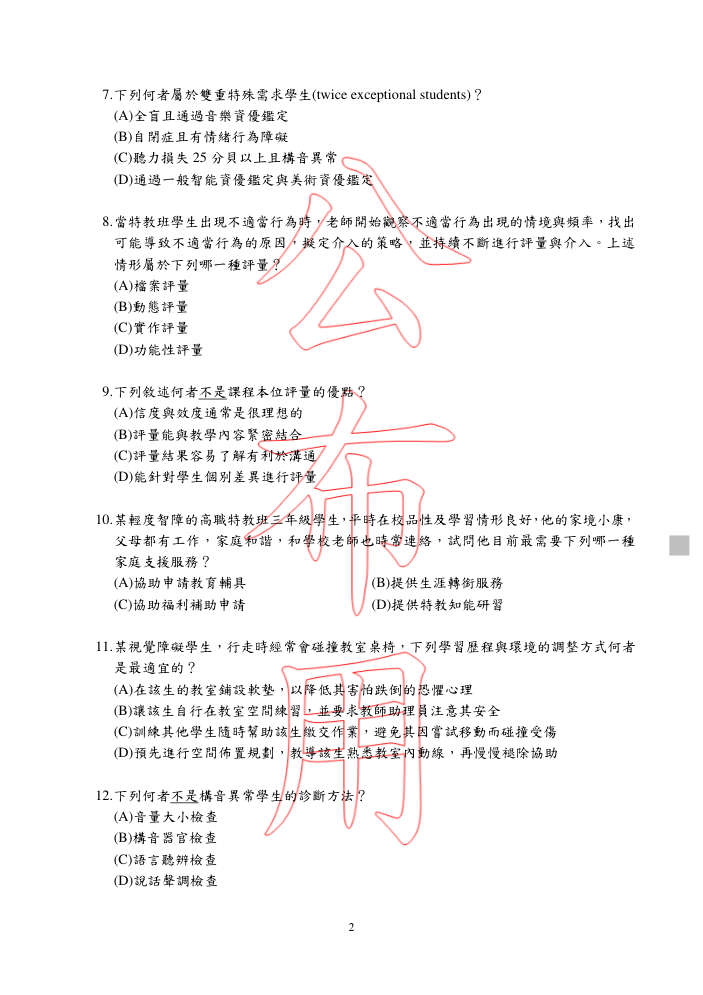 7.下列何者屬於雙重特殊需求學生(twice exceptional students)？
(A)全盲且通過音樂資優鑑定
(B)自閉症且有情緒行為障礙
(C)聽力損失 25 分貝以上且構音異常
(D)通過一般智能資優鑑定與美術資優鑑定
8.當特教班學生出現不適當行為時，老師開始觀察不適當行為出現的情境與頻率，找出
可能導致不適當行為的原因，擬定介入的策略，並持續不斷進行評量與介入。上述
情形屬於下列哪一種評量？
(A)檔案評量
(B)動態評量
(C)實作評量
(D)功能性評量
9.下列敘述何者不是課程本位評量的優點？
(A)信度與效度通常是很理想的
(B)評量能與教學內容緊密結合
(C)評量結果容易了解有利於溝通
(D)能針對學生個別差異進行評量
10.某輕度智障的高職特教班三年級學生，平時在校品性及學習情形良好，他的家境小康，
父母都有工作，家庭和諧，和學校老師也時常連絡，試問他目前最需要下列哪一種
家庭支援服務？
(A)協助申請教育輔具 (B)提供生涯轉銜服務
(C)協助福利補助申請 (D)提供特教知能研習
11.某視覺障礙學生，行走時經常會碰撞教室桌椅，下列學習歷程與環境的調整方式何者
是最適宜的？
(A)在該生的教室鋪設軟墊，以降低其害怕跌倒的恐懼心理
(B)讓該生自行在教室空間練習，並要求教師助理員注意其安全
(C)訓練其他學生隨時幫助該生繳交作業，避免其因嘗試移動而碰撞受傷
(D)預先進行空間佈置規劃，教導該生熟悉教室內動線，再慢慢褪除協助
12.下列何者不是構音異常學生的診斷方法？
(A)音量大小檢查
(B)構音器官檢查
(C)語言聽辨檢查
(D)說話聲調檢查
2
公布用